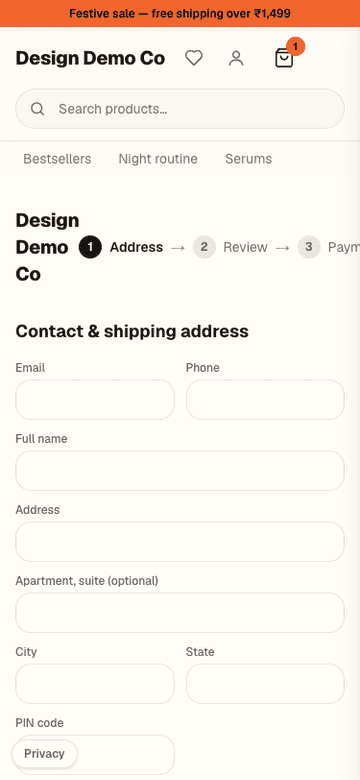 Festive sale — free shipping over ₹1,499
Design Demo Co
1
Search products...
Bestsellers Night routine Serums
Design
Demo
Co
1 Address → 2 Review → 3 Paym
Contact & shipping address
Email Phone
Full name
Address
Apartment, suite (optional)
City State
PIN code
Privacy